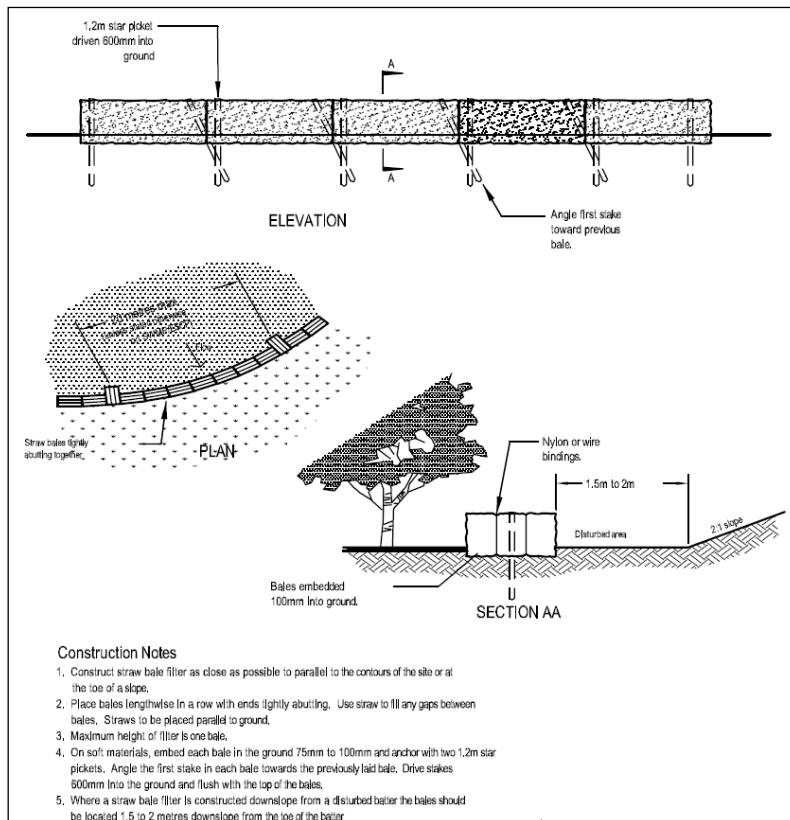 1.2m star picket
driven 600mm into
ground
A
A
ELEVATION
Angle first stake
toward previous
bale.
20 metres max.
Flow
Straw bales tightly
abutting together.
PLAN
Nylon or wire
bindings.
1.5m to 2m
Disturbed area
2:1 slope
Bales embedded
100mm into ground.
SECTION AA
Construction Notes
1. Construct straw bale filter as close as possible to parallel to the contours of the site or at
the toe of a slope.
2. Place bales lengthwise in a row with ends tightly abutting. Use straw to fill any gaps between
bales. Straws to be placed parallel to ground.
3. Maximum height of filter is one bale.
4. On soft materials, embed each bale in the ground 75mm to 100mm and anchor with two 1.2m star
pickets. Angle the first stake in each bale towards the previously laid bale. Drive stakes
600mm into the ground and flush with the top of the bales.
5. Where a straw bale filter is constructed downslope from a disturbed batter the bales should
be located 1.5 to 2 metres downslope from the toe of the batter